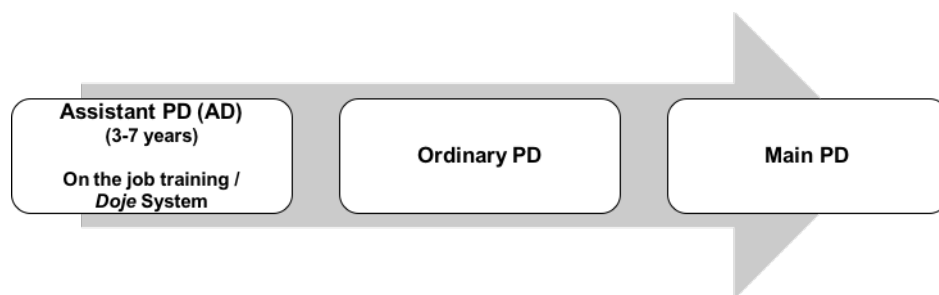 Assistant PD (AD)
(3-7 years)
On the job training /
Doje System
Ordinary PD
Main PD